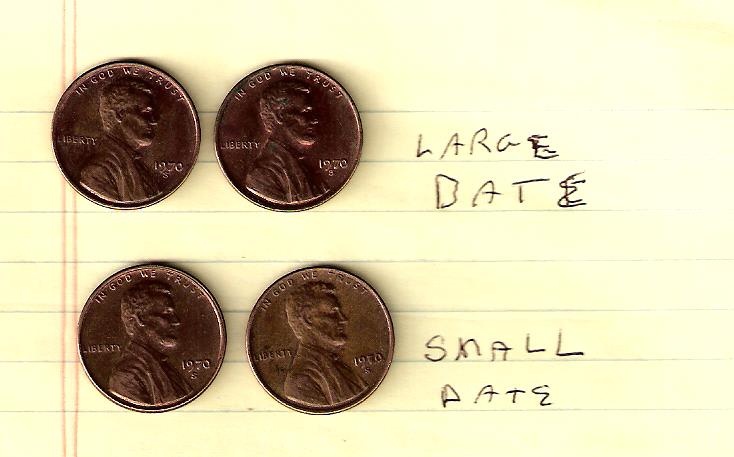 IN GOD WE TRUST
LIBERTY
1970
S
IN GOD WE TRUST
LIBERTY
1970
S
LARGE
DATE
IN GOD WE TRUST
LIBERTY
1970
S
IN GOD WE TRUST
LIBERTY
1970
S
SMALL
DATE